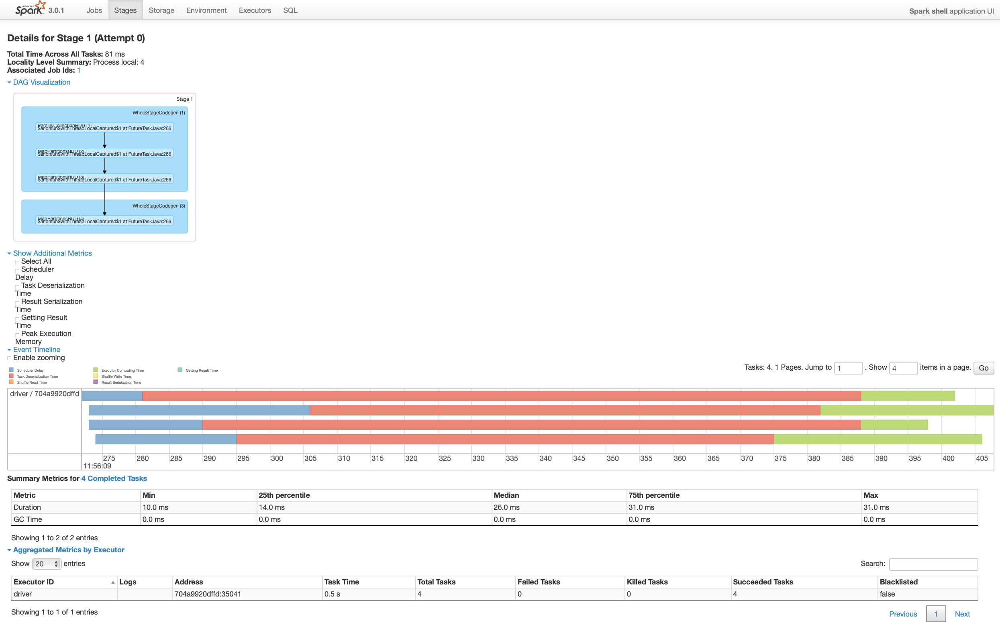 APACHE Spark 3.0.1 Jobs Stages Storage Environment Executors SQL Spark shell application UI
Details for Stage 1 (Attempt 0)
Total Time Across All Tasks: 81 ms
Locality Level Summary: Process local: 4
Associated Job Ids: 1
DAG Visualization
Stage 1
WholeStageCodegen (1)
ParallelCollectionRDD [1]
$anonfun$withThreadLocalCaptured$1 at FutureTask.java:266
MapPartitionsRDD [2]
$anonfun$withThreadLocalCaptured$1 at FutureTask.java:266
MapPartitionsRDD [3]
$anonfun$withThreadLocalCaptured$1 at FutureTask.java:266
WholeStageCodegen (3)
MapPartitionsRDD [4]
$anonfun$withThreadLocalCaptured$1 at FutureTask.java:266
Show Additional Metrics
Select All
Scheduler
Delay
Task Deserialization
Time
Result Serialization
Time
Getting Result
Time
Peak Execution
Memory
Event Timeline
Enable zooming
Tasks: 4. 1 Pages. Jump to 1 . Show 4 items in a page. Go
Scheduler Delay Executor Computing Time Getting Result Time
Task Deserialization Time Shuffle Write Time
Shuffle Read Time Result Serialization Time
driver / 704a9920dffd
275 280 285 290 295 300 305 310 315 320 325 330 335 340 345 350 355 360 365 370 375 380 385 390 395 400 405
11:56:09
Summary Metrics for 4 Completed Tasks
Metric Min 25th percentile Median 75th percentile Max
Duration 10.0 ms 14.0 ms 26.0 ms 31.0 ms 31.0 ms
GC Time 0.0 ms 0.0 ms 0.0 ms 0.0 ms 0.0 ms
Showing 1 to 2 of 2 entries
Aggregated Metrics by Executor
Show 20 entries Search:
Executor ID Logs Address Task Time Total Tasks Failed Tasks Killed Tasks Succeeded Tasks Blacklisted
driver 704a9920dffd:35041 0.5 s 4 0 0 4 false
Showing 1 to 1 of 1 entries
Previous 1 Next